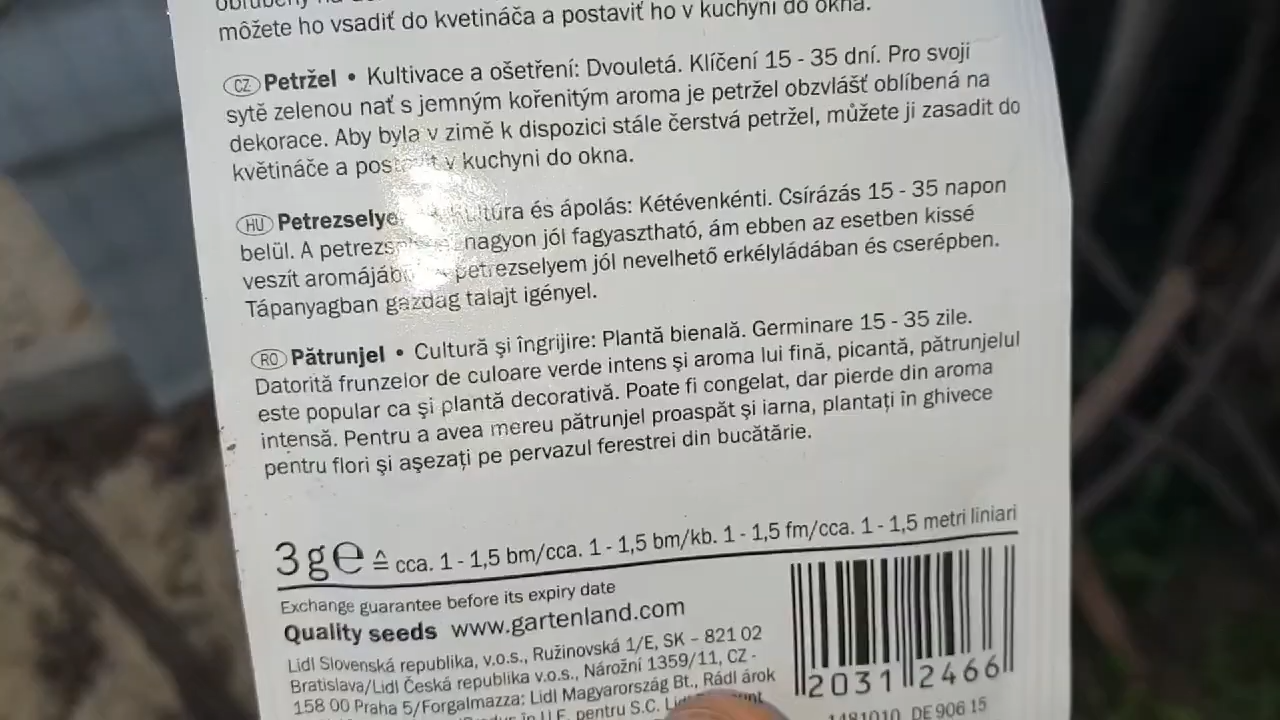 môžete ho vsadiť do kvetináča a postaviť ho v kuchyni do okna.
CZ Petržel • Kultivace a ošetření: Dvouletá. Klíčení 15 - 35 dní. Pro svoji
sytě zelenou nať s jemným kořenitým aroma je petržel obzvlášť oblíbená na
dekorace. Aby byla v zimě k dispozici stále čerstvá petržel, můžete ji zasadit do
květináče a postavit v kuchyni do okna.
HU Petrezselyem • Kultúra és ápolás: Kétévenkénti. Csírázás 15 - 35 napon
belül. A petrezselyem nagyon jól fagyasztható, ám ebben az esetben kissé
veszít aromájából. A petrezselyem jól nevelhető erkélyládában és cserépben.
Tápanyagban gazdag talajt igényel.
RO Pătrunjel • Cultură şi îngrijire: Plantă bienală. Germinare 15 - 35 zile.
Datorită frunzelor de culoare verde intens şi aroma lui fină, picantă, pătrunjelul
este popular ca şi plantă decorativă. Poate fi congelat, dar pierde din aroma
intensă. Pentru a avea mereu pătrunjel proaspăt şi iarna, plantaţi în ghivece
pentru flori şi aşezaţi pe pervazul ferestrei din bucătărie.
3g℮ ≙ cca. 1 - 1,5 bm/cca. 1 - 1,5 bm/kb. 1 - 1,5 fm/cca. 1 - 1,5 metri liniari
Exchange guarantee before its expiry date
Quality seeds www.gartenland.com
Lidl Slovenská republika, v.o.s., Ružinovská 1/E, SK – 821 02
Bratislava/Lidl Česká republika v.o.s., Nárožní 1359/11, CZ -
158 00 Praha 5/Forgalmazza: Lidl Magyarország Bt., Rádl árok
în U.E. pentru S.C.
2031 2466
1481010 DE 906 15